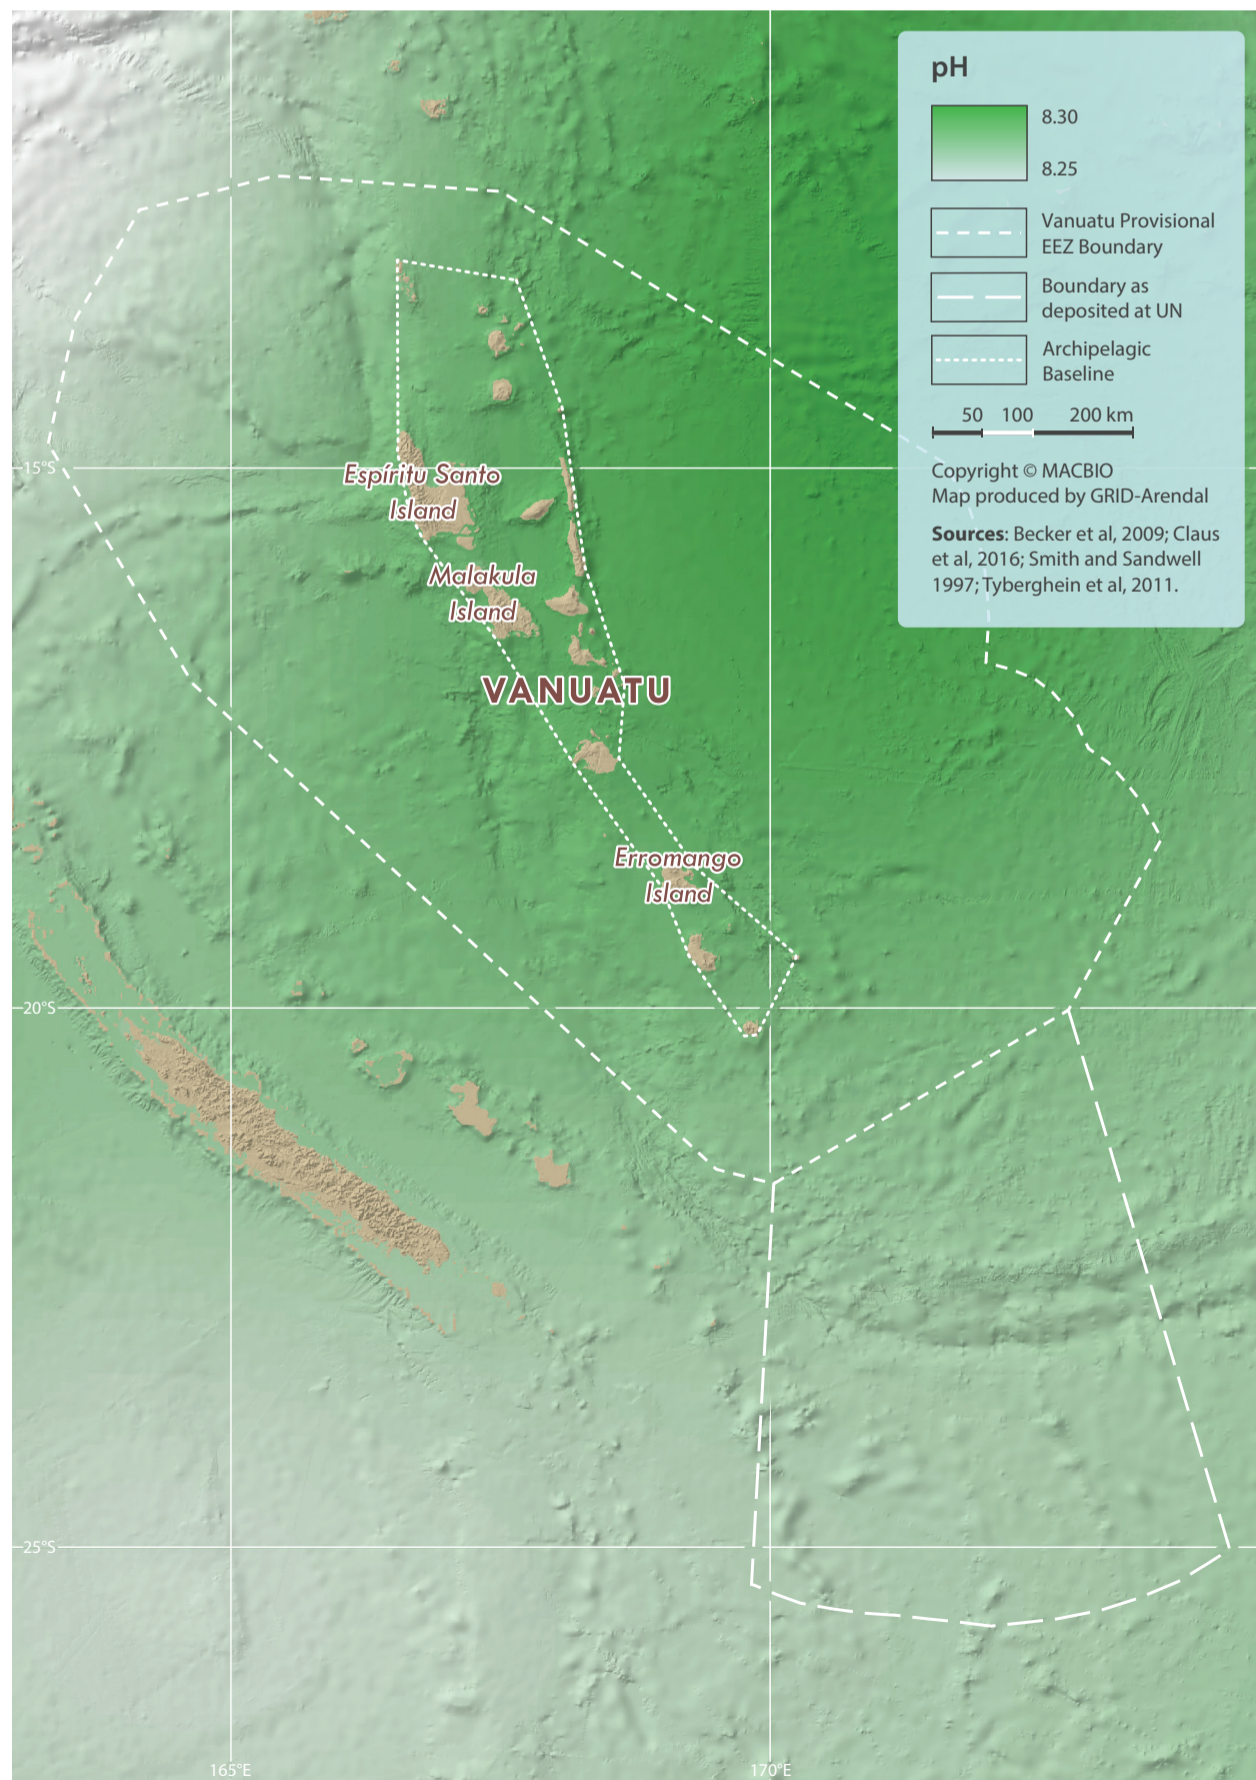 pH
8.30
8.25
Vanuatu Provisional
EEZ Boundary
Boundary as
deposited at UN
Archipelagic
Baseline
50 100 200 km
Copyright © MACBIO
Map produced by GRID-Arendal
Sources: Becker et al, 2009; Claus
et al, 2016; Smith and Sandwell
1997; Tyberghein et al, 2011.
15°S
Espíritu Santo
Island
Malakula
Island
VANUATU
Erromango
Island
20°S
25°S
165°E 170°E